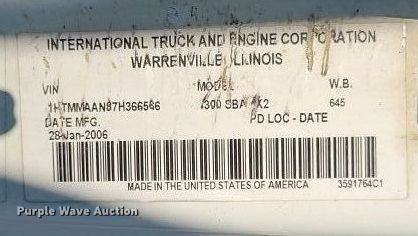 INTERNATIONAL TRUCK AND ENGINE CORPORATION
WARRENVILLE, ILLINOIS
VIN MODEL W.B.
1HTMMAAN87H366566 4300 SBA 4X2 645
DATE MFG. PD LOC - DATE
28-Jan-2006
MADE IN THE UNITED STATES OF AMERICA 3591764C1
Purple Wave Auction